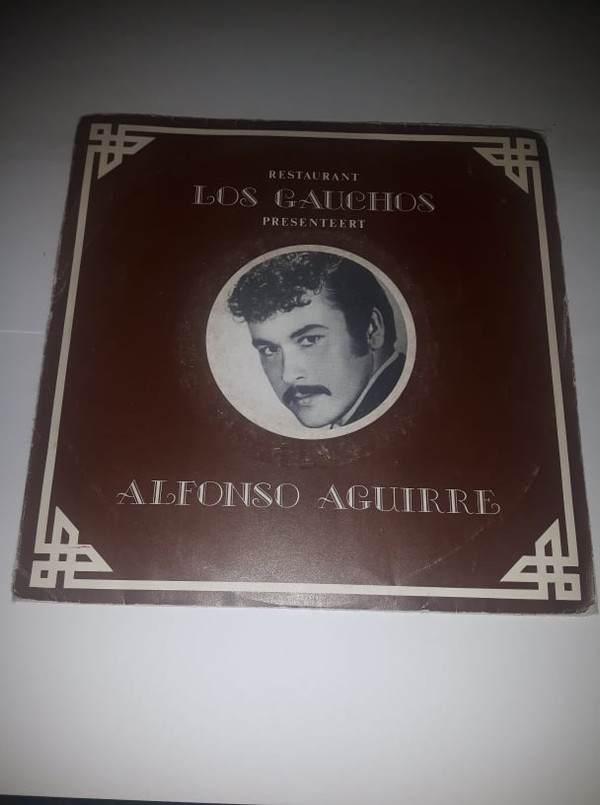 RESTAURANT
LOS GAUCHOS
PRESENTEERT
ALFONSO AGUIRRE